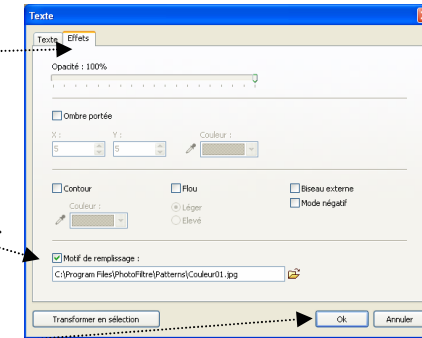 Texte
Texte Effets
Opacité : 100%
Ombre portée
X : Y : Couleur :
5 5
Contour Flou Biseau externe
Couleur : Léger Mode négatif
Elevé
Motif de remplissage :
C:\Program Files\PhotoFiltre\Patterns\Couleur01.jpg
Transformer en sélection Ok Annuler